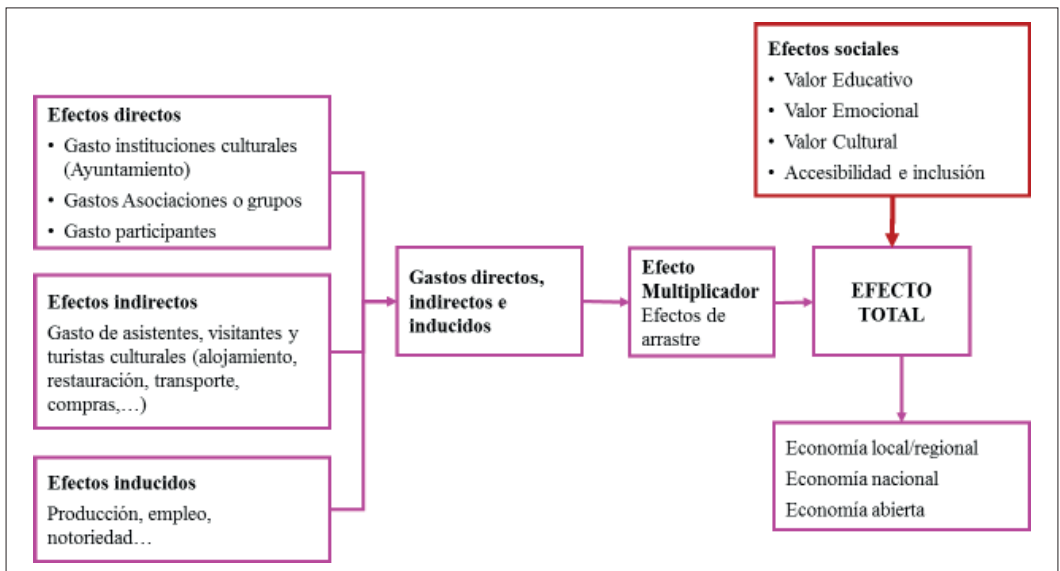 Efectos sociales
• Valor Educativo
• Valor Emocional
• Valor Cultural
• Accesibilidad e inclusión
Efectos directos
• Gasto instituciones culturales
(Ayuntamiento)
• Gastos Asociaciones o grupos
• Gasto participantes
Efectos indirectos
Gasto de asistentes, visitantes y
turistas culturales (alojamiento,
restauración, transporte,
compras,…)
Efectos inducidos
Producción, empleo,
notoriedad…
Gastos directos,
indirectos e
inducidos
Efecto
Multiplicador
Efectos de
arrastre
EFECTO
TOTAL
Economía local/regional
Economía nacional
Economía abierta